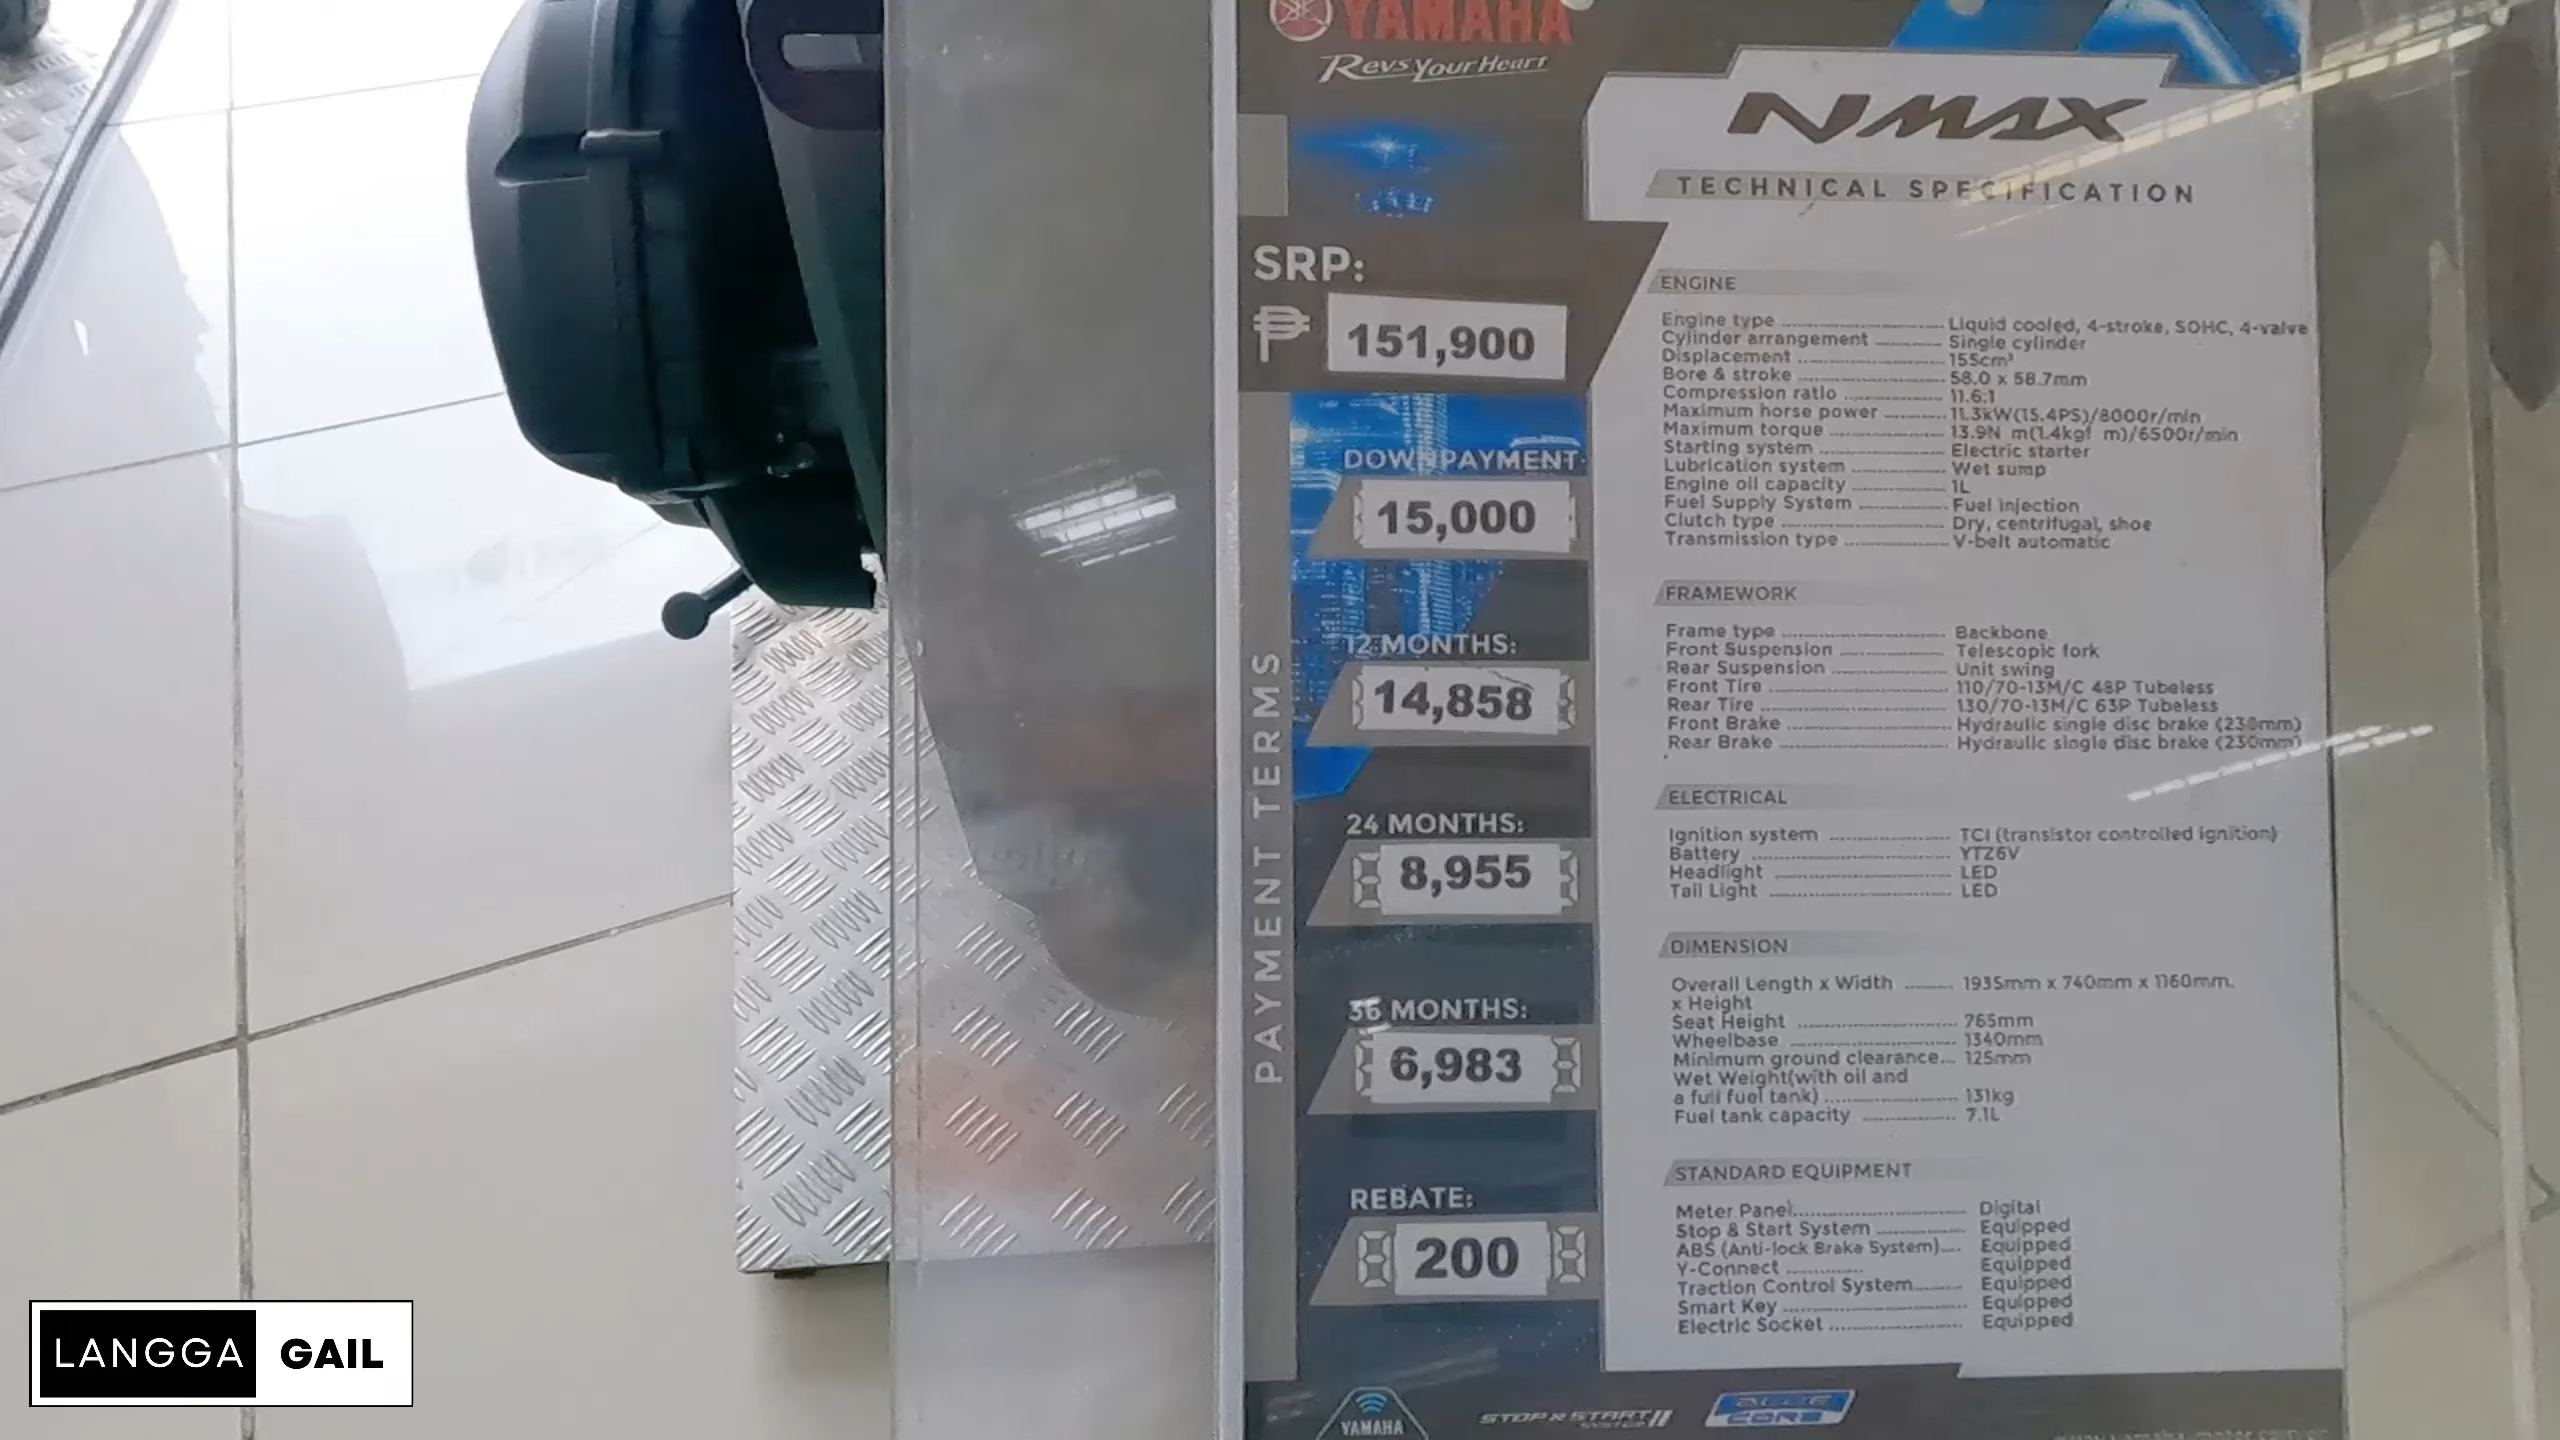 YAMAHA
Revs Your Heart
SRP:
₱ 151,900
PAYMENT TERMS
DOWNPAYMENT
15,000
12 MONTHS:
14,858
24 MONTHS:
8,955
36 MONTHS:
6,983
REBATE:
200
NMAX
TECHNICAL SPECIFICATION
ENGINE
Engine type Liquid cooled, 4-stroke, SOHC, 4-valve
Cylinder arrangement Single cylinder
Displacement 155cm³
Bore & stroke 58.0 x 58.7mm
Compression ratio 11.6:1
Maximum horse power 11.3kW(15.4PS)/8000r/min
Maximum torque 13.9N m(1.4kgf m)/6500r/min
Starting system Electric starter
Lubrication system Wet sump
Engine oil capacity 1L
Fuel Supply System Fuel injection
Clutch type Dry, centrifugal, shoe
Transmission type V-belt automatic
FRAMEWORK
Frame type Backbone
Front Suspension Telescopic fork
Rear Suspension Unit swing
Front Tire 110/70-13M/C 48P Tubeless
Rear Tire 130/70-13M/C 63P Tubeless
Front Brake Hydraulic single disc brake (230mm)
Rear Brake Hydraulic single disc brake (230mm)
ELECTRICAL
Ignition system TCI (transistor controlled ignition)
Battery YTZ6V
Headlight LED
Tail Light LED
DIMENSION
Overall Length x Width 1935mm x 740mm x 1160mm.
x Height
Seat Height 765mm
Wheelbase 1340mm
Minimum ground clearance... 125mm
Wet Weight(with oil and
a full fuel tank) 131kg
Fuel tank capacity 7.1L
STANDARD EQUIPMENT
Meter Panel Digital
Stop & Start System Equipped
ABS (Anti-lock Brake System) Equipped
Y-Connect Equipped
Traction Control System Equipped
Smart Key Equipped
Electric Socket Equipped
YAMAHA
STOP & START SYSTEM
BLUE CORE
LANGGA GAIL